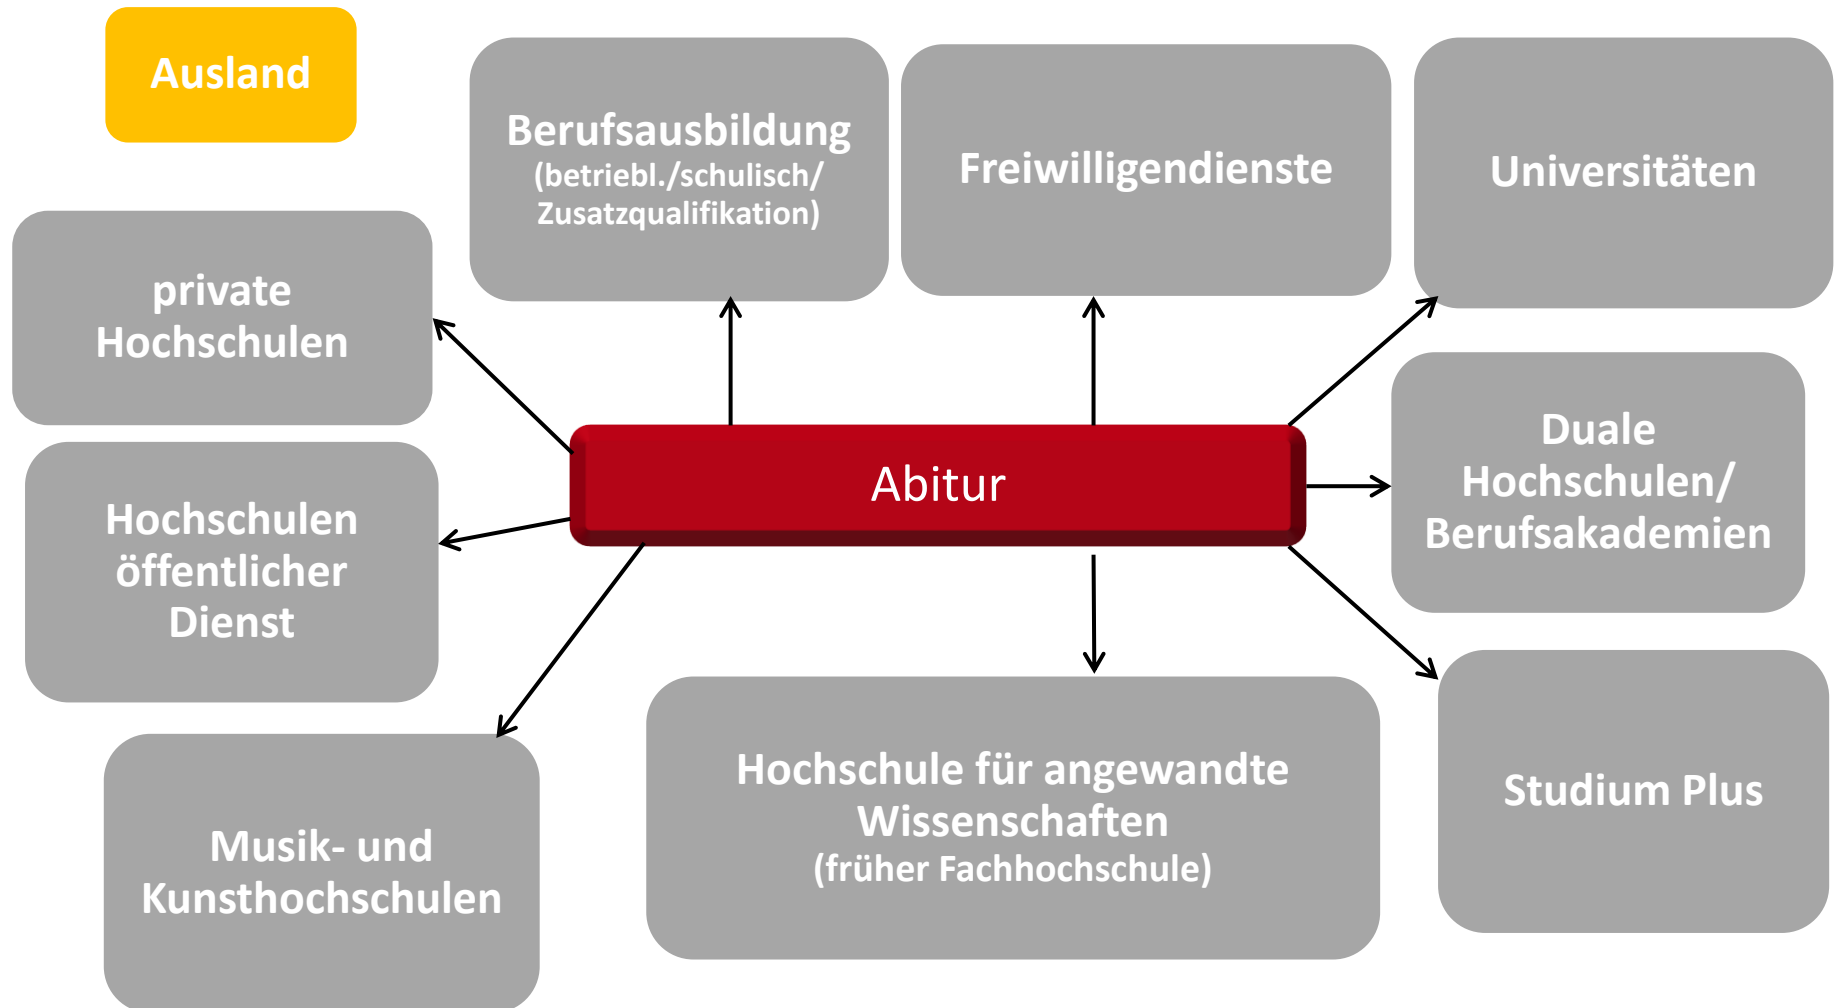 Ausland
Berufsausbildung
(betriebl./schulisch/
Zusatzqualifikation)
Freiwilligendienste
Universitäten
private
Hochschulen
Abitur
Duale
Hochschulen/
Berufsakademien
Hochschulen
öffentlicher
Dienst
Musik- und
Kunsthochschulen
Hochschule für angewandte
Wissenschaften
(früher Fachhochschule)
Studium Plus